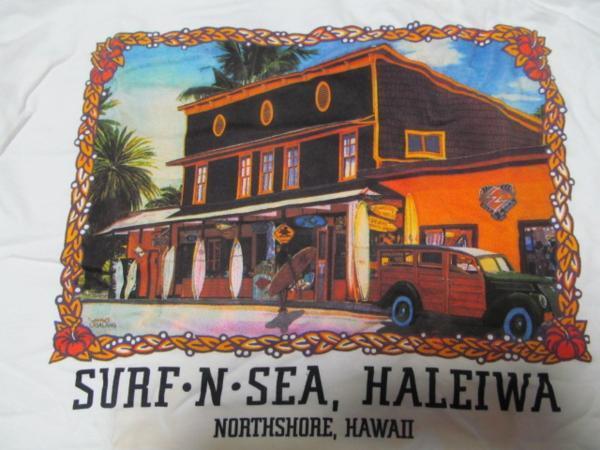 SURF·N·SEA, HALEIWA
NORTHSHORE, HAWAII